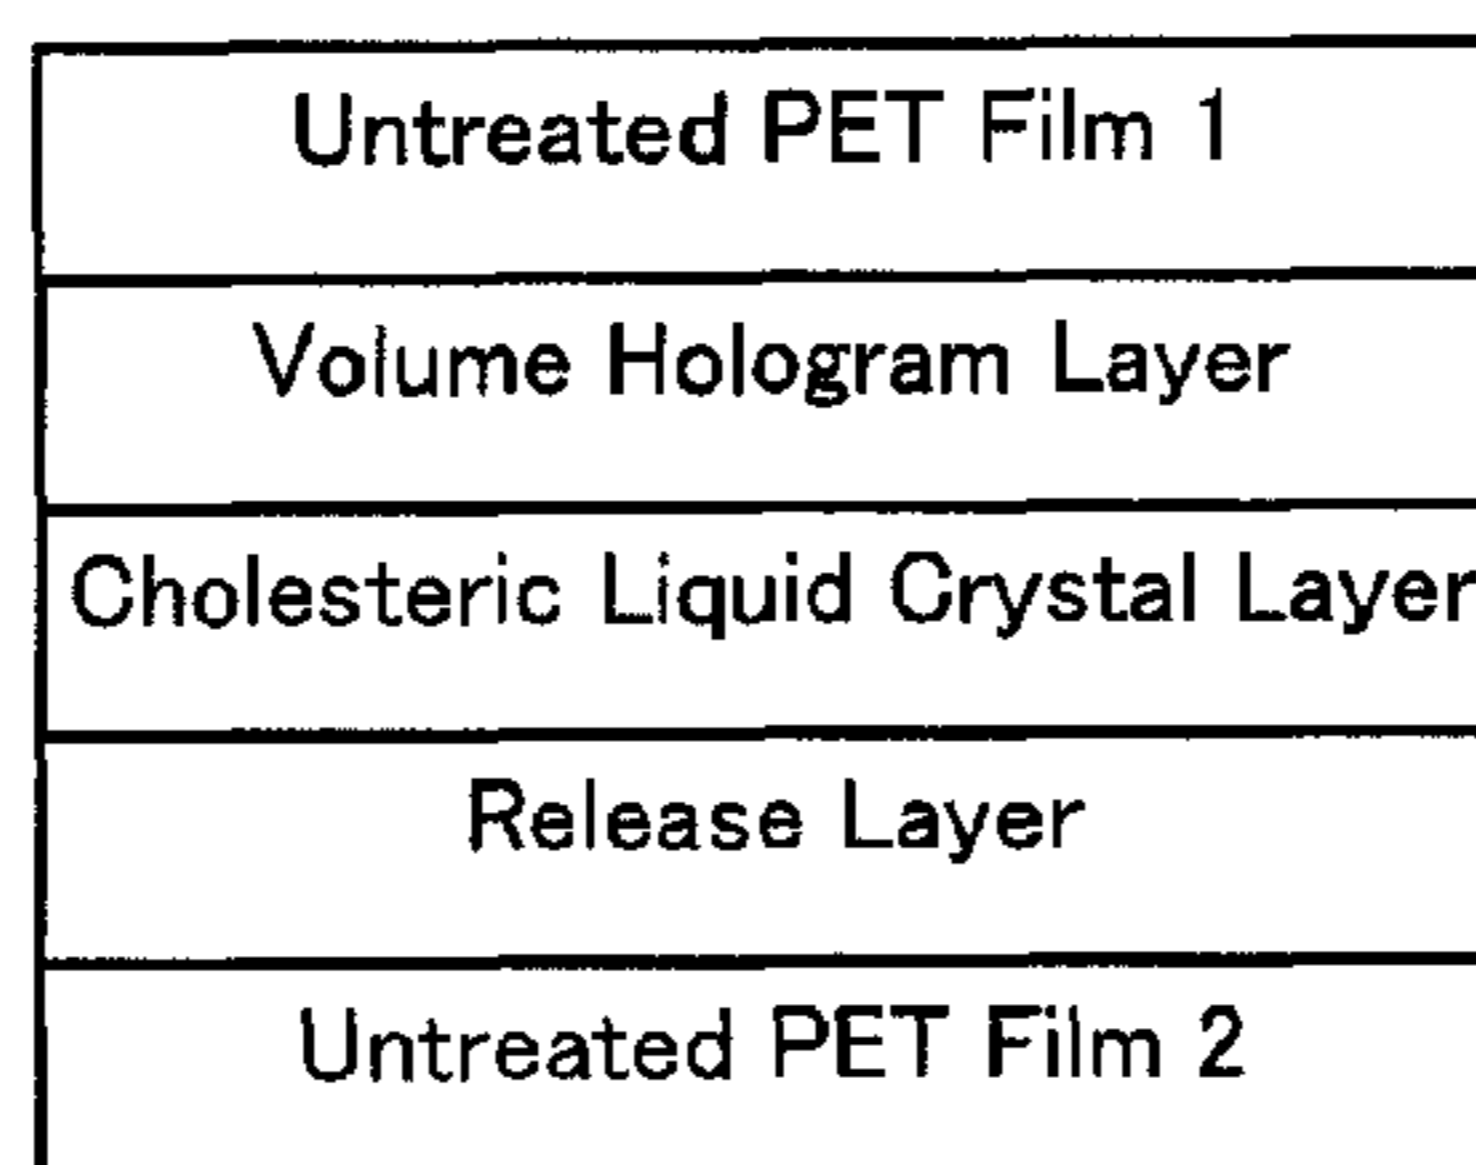 Untreated PET Film 1
Volume Hologram Layer
Cholesteric Liquid Crystal Layer
Release Layer
Untreated PET Film 2